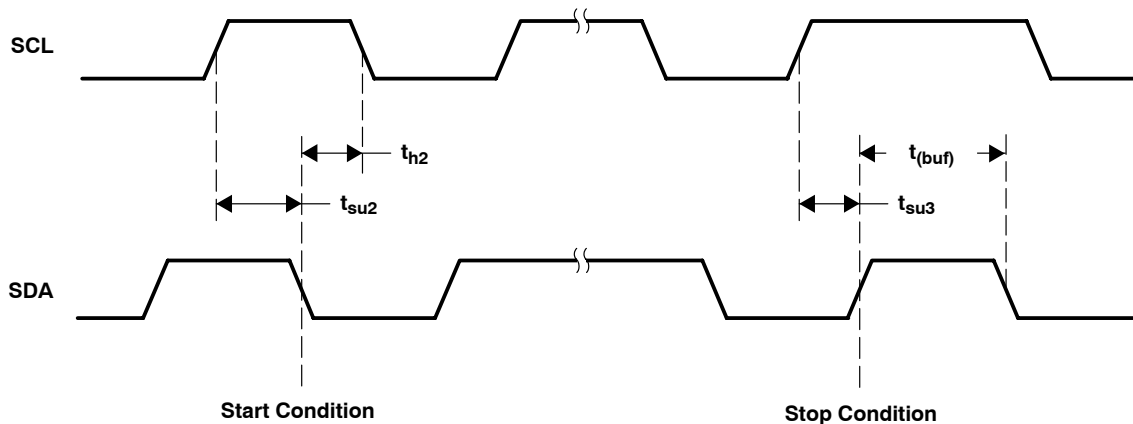 SCL
t(buf)
th2
tsu2
tsu3
SDA
Start Condition
Stop Condition